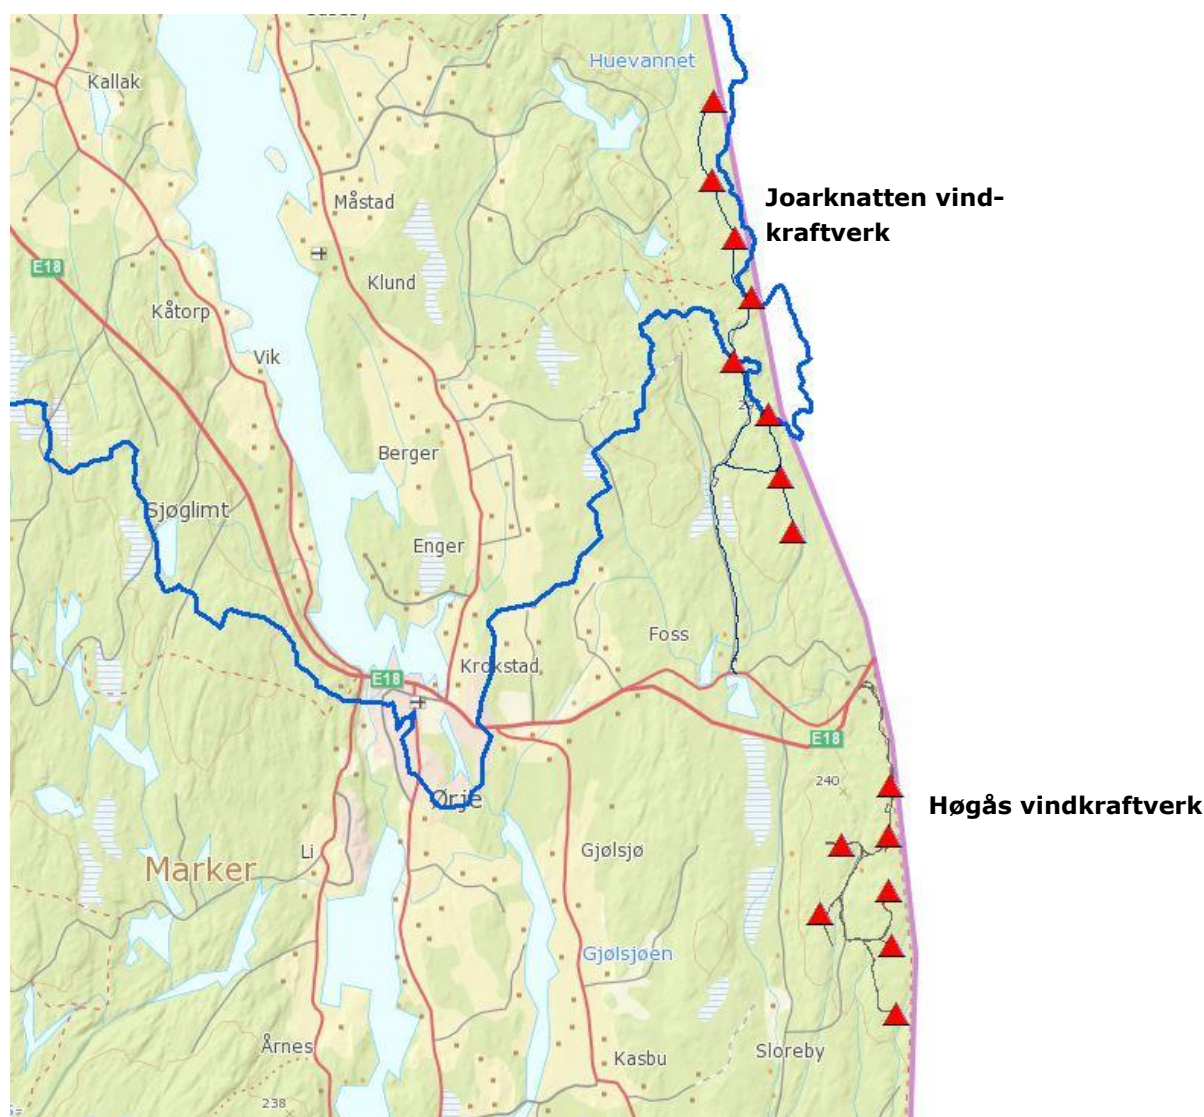 Huevannet
Kallak
Joarknatten vind-
kraftverk
Måstad
E18
Klund
Kåtorp
Vik
Berger
Sjøglimt
Enger
Foss
Krokstad
E18
E18
240
Ørje
Høgås vindkraftverk
Gjølsjø
Li
Marker
Gjølsjøen
Årnes
Sloreby
Kasbu
238